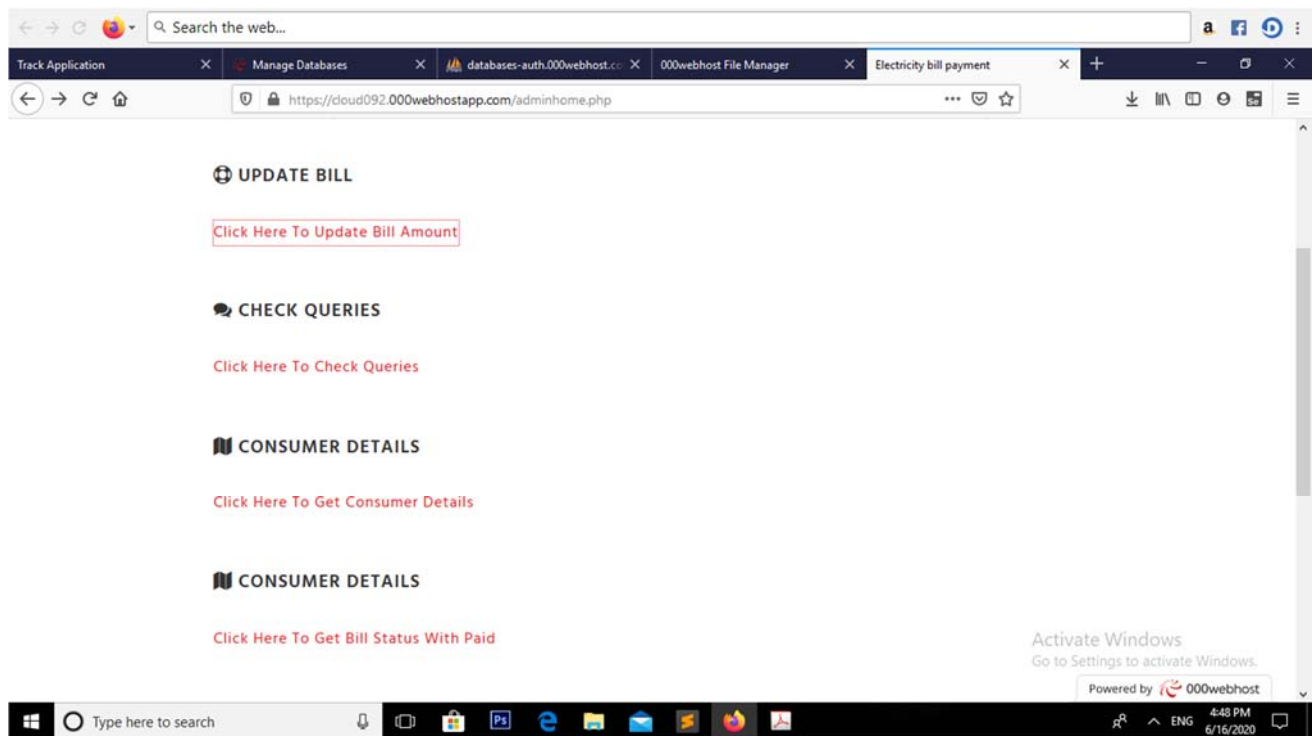 Search the web...
Track Application
Manage Databases
databases-auth.000webhost.co
000webhost File Manager
Electricity bill payment
https://cloud092.000webhostapp.com/adminhome.php
UPDATE BILL
Click Here To Update Bill Amount
CHECK QUERIES
Click Here To Check Queries
CONSUMER DETAILS
Click Here To Get Consumer Details
CONSUMER DETAILS
Click Here To Get Bill Status With Paid
Activate Windows
Go to Settings to activate Windows.
Powered by 000webhost
Type here to search
Ps
ENG
4:48 PM
6/16/2020